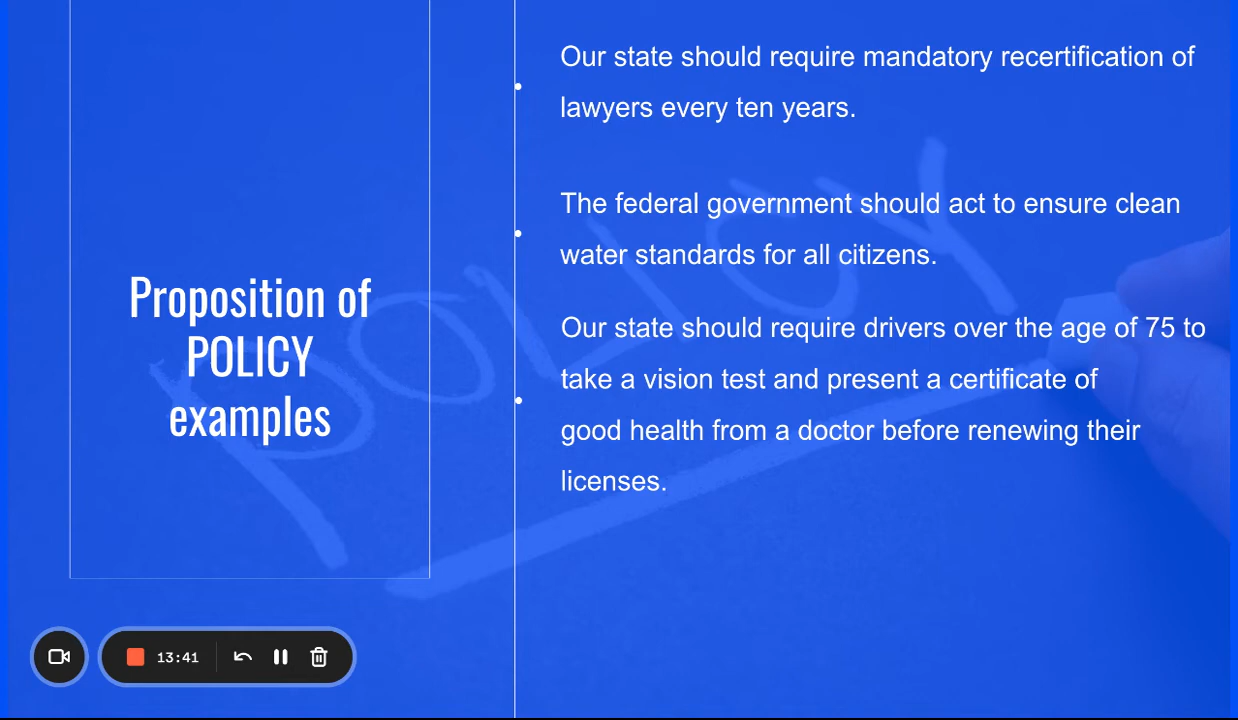 Proposition of
POLICY
examples
Our state should require mandatory recertification of
lawyers every ten years.
The federal government should act to ensure clean
water standards for all citizens.
Our state should require drivers over the age of 75 to
take a vision test and present a certificate of
good health from a doctor before renewing their
licenses.
POLICY
13:41